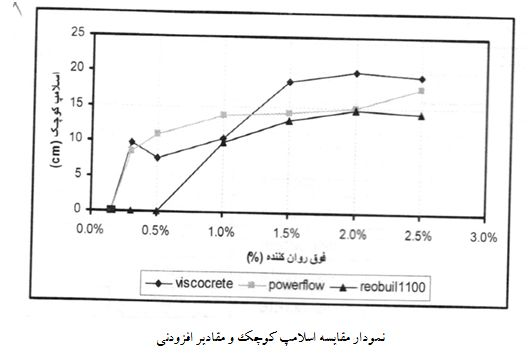 25
20
15
10
5
0
اسلامپ کوچک (cm)
0.0% 0.5% 1.0% 1.5% 2.0% 2.5% 3.0%
فوق روان کننده (%)
viscocrete powerflow reobuil1100
نمودار مقایسه اسلامپ کوچک و مقادیر افزودنی